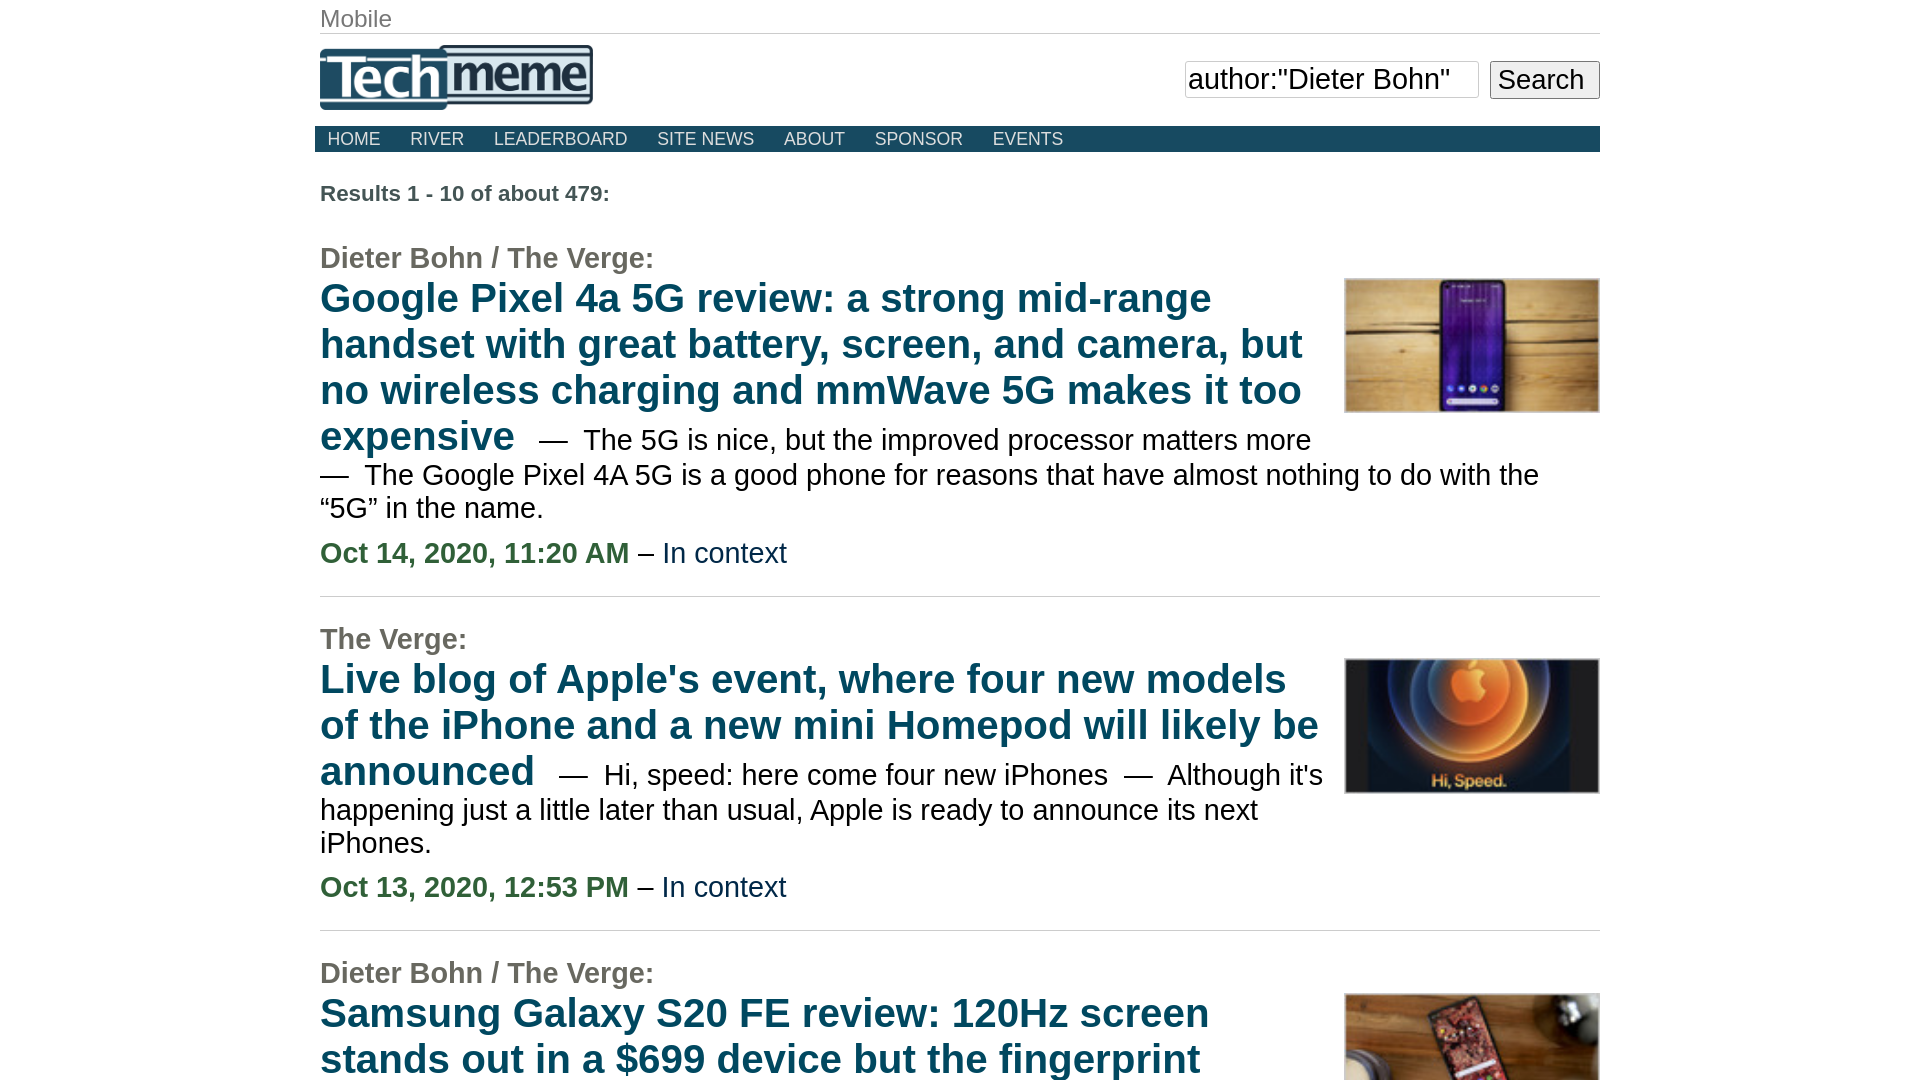 Mobile
Techmeme
author:"Dieter Bohn"
Search
HOME RIVER LEADERBOARD SITE NEWS ABOUT SPONSOR EVENTS
Results 1 - 10 of about 479:
Dieter Bohn / The Verge:
Google Pixel 4a 5G review: a strong mid-range
handset with great battery, screen, and camera, but
no wireless charging and mmWave 5G makes it too
expensive — The 5G is nice, but the improved processor matters more
— The Google Pixel 4A 5G is a good phone for reasons that have almost nothing to do with the
“5G” in the name.
Oct 14, 2020, 11:20 AM – In context
The Verge:
Live blog of Apple's event, where four new models
of the iPhone and a new mini Homepod will likely be
announced — Hi, speed: here come four new iPhones — Although it's
happening just a little later than usual, Apple is ready to announce its next
iPhones.
Hi, Speed.
Oct 13, 2020, 12:53 PM – In context
Dieter Bohn / The Verge:
Samsung Galaxy S20 FE review: 120Hz screen
stands out in a $699 device but the fingerprint